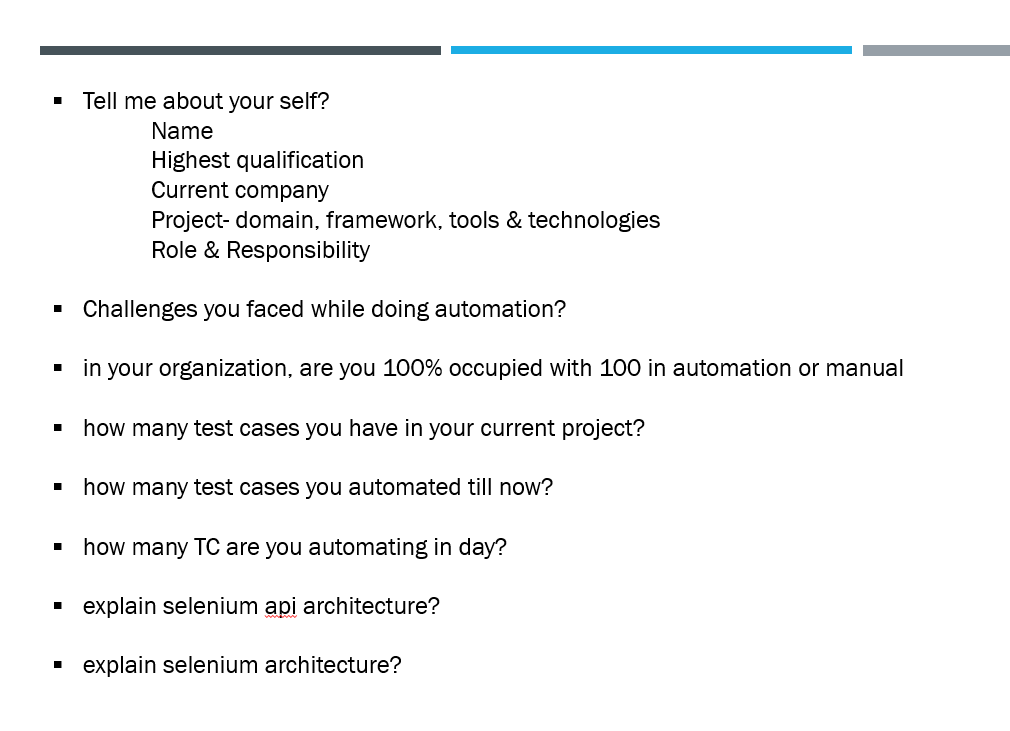 ▪ Tell me about your self?
Name
Highest qualification
Current company
Project- domain, framework, tools & technologies
Role & Responsibility
▪ Challenges you faced while doing automation?
▪ in your organization, are you 100% occupied with 100 in automation or manual
▪ how many test cases you have in your current project?
▪ how many test cases you automated till now?
▪ how many TC are you automating in day?
▪ explain selenium api architecture?
▪ explain selenium architecture?